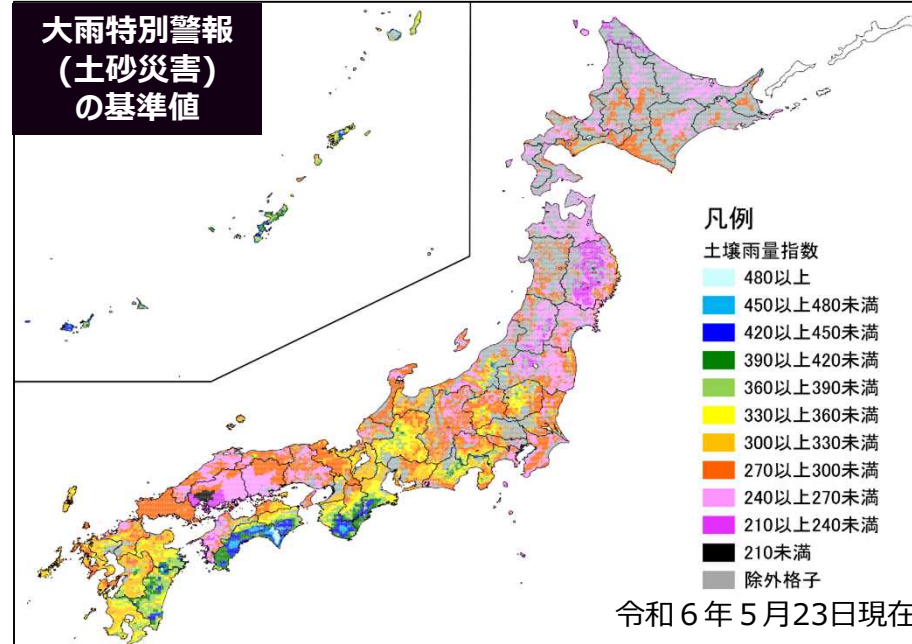 大雨特別警報
(土砂災害)
の基準値
凡例
土壌雨量指数
480以上
450以上480未満
420以上450未満
390以上420未満
360以上390未満
330以上360未満
300以上330未満
270以上300未満
240以上270未満
210以上240未満
210未満
除外格子
令和６年５月23日現在